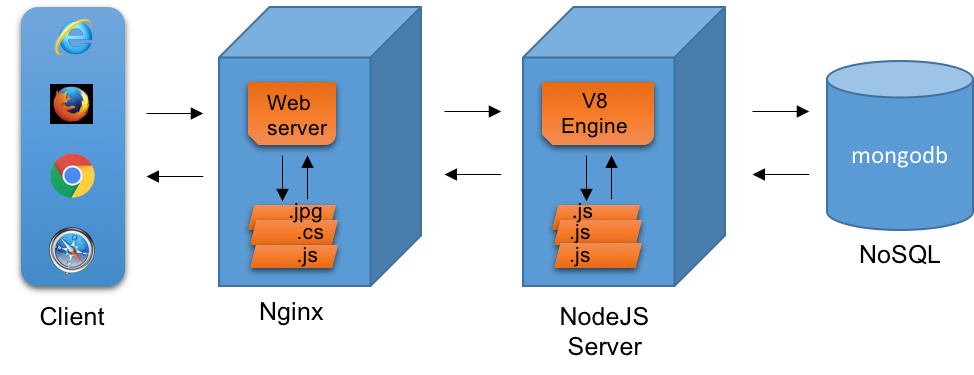 Web
server
.jpg
.cs
.js
V8
Engine
.js
.js
.js
mongodb
Client
Nginx
NodeJS
Server
NoSQL